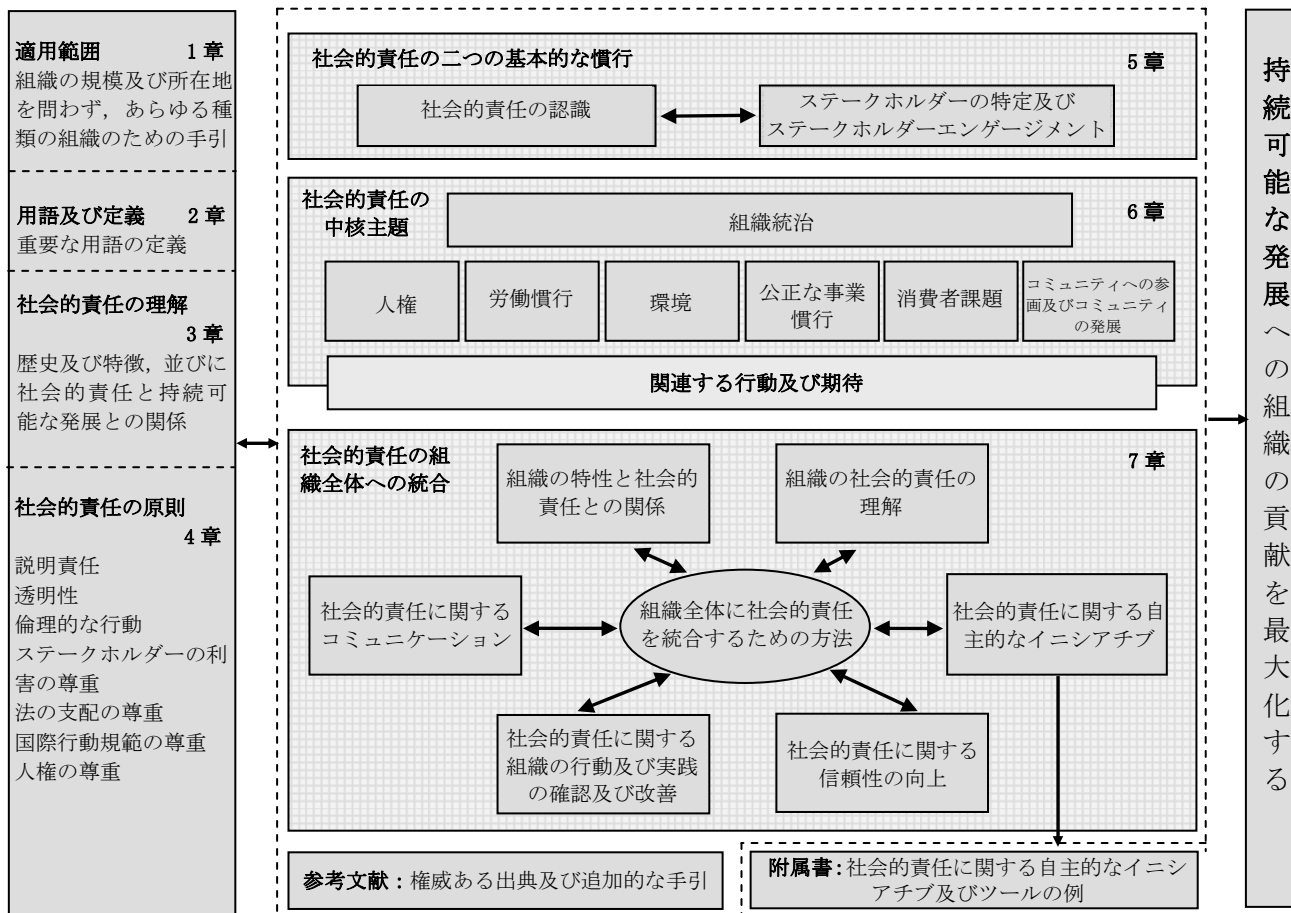 適用範囲 1章
組織の規模及び所在地
を問わず，あらゆる種
類の組織のための手引
用語及び定義 2章
重要な用語の定義
社会的責任の理解
3章
歴史及び特徴，並びに
社会的責任と持続可
能な発展との関係
社会的責任の原則
4章
説明責任
透明性
倫理的な行動
ステークホルダーの利
害の尊重
法の支配の尊重
国際行動規範の尊重
人権の尊重
社会的責任の二つの基本的な慣行 5章
社会的責任の認識
ステークホルダーの特定及び
ステークホルダーエンゲージメント
社会的責任の
中核主題
6章
組織統治
人権
労働慣行
環境
公正な事業
慣行
消費者課題
コミュニティへの参
画及びコミュニティ
の発展
関連する行動及び期待
社会的責任の組
織全体への統合
7章
組織の特性と社会的
責任との関係
組織の社会的責任の
理解
社会的責任に関する
コミュニケーション
組織全体に社会的責任
を統合するための方法
社会的責任に関する自
主的なイニシアチブ
社会的責任に関する
組織の行動及び実践
の確認及び改善
社会的責任に関する
信頼性の向上
参考文献：権威ある出典及び追加的な手引
附属書:社会的責任に関する自主的なイニシ
アチブ及びツールの例
持続可能な発展への組織の貢献を最大化する